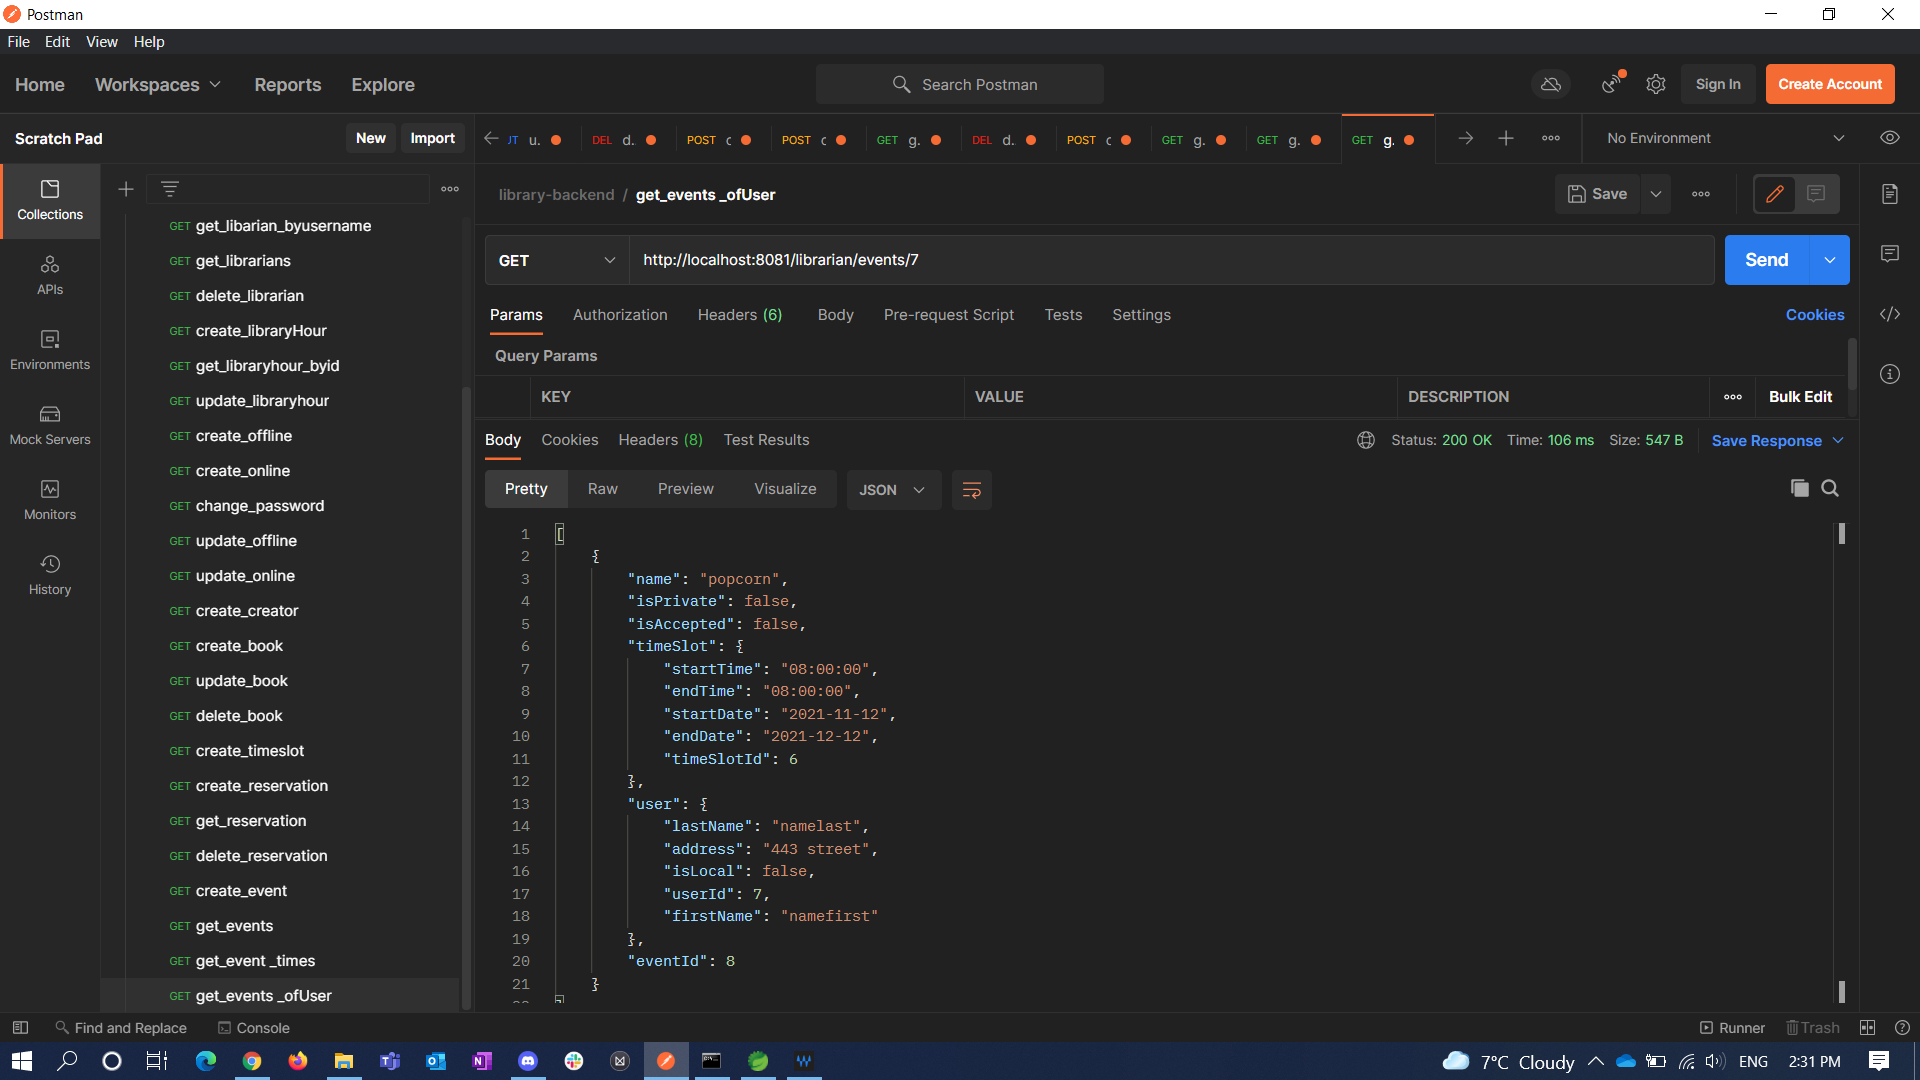 Postman
File Edit View Help
Home Workspaces Reports Explore Search Postman Sign In Create Account
Scratch Pad New Import
JT u. DEL d. POST c POST c GET g. DEL d. POST c GET g. GET g. GET g. No Environment
Collections
APIs
Environments
Mock Servers
Monitors
History
GET get_libarian_byusername
GET get_librarians
GET delete_librarian
GET create_libraryHour
GET get_libraryhour_byid
GET update_libraryhour
GET create_offline
GET create_online
GET change_password
GET update_offline
GET update_online
GET create_creator
GET create_book
GET update_book
GET delete_book
GET create_timeslot
GET create_reservation
GET get_reservation
GET delete_reservation
GET create_event
GET get_events
GET get_event _times
GET get_events _ofUser
library-backend / get_events _ofUser Save
GET http://localhost:8081/librarian/events/7 Send
Params Authorization Headers (6) Body Pre-request Script Tests Settings Cookies
Query Params
KEY VALUE DESCRIPTION Bulk Edit
Body Cookies Headers (8) Test Results Status: 200 OK Time: 106 ms Size: 547 B Save Response
Pretty Raw Preview Visualize JSON
1 [
2 {
3 "name": "popcorn",
4 "isPrivate": false,
5 "isAccepted": false,
6 "timeSlot": {
7 "startTime": "08:00:00",
8 "endTime": "08:00:00",
9 "startDate": "2021-11-12",
10 "endDate": "2021-12-12",
11 "timeSlotId": 6
12 },
13 "user": {
14 "lastName": "namelast",
15 "address": "443 street",
16 "isLocal": false,
17 "userId": 7,
18 "firstName": "namefirst"
19 },
20 "eventId": 8
21 }
Find and Replace Console Runner Trash
7°C Cloudy ENG 2:31 PM